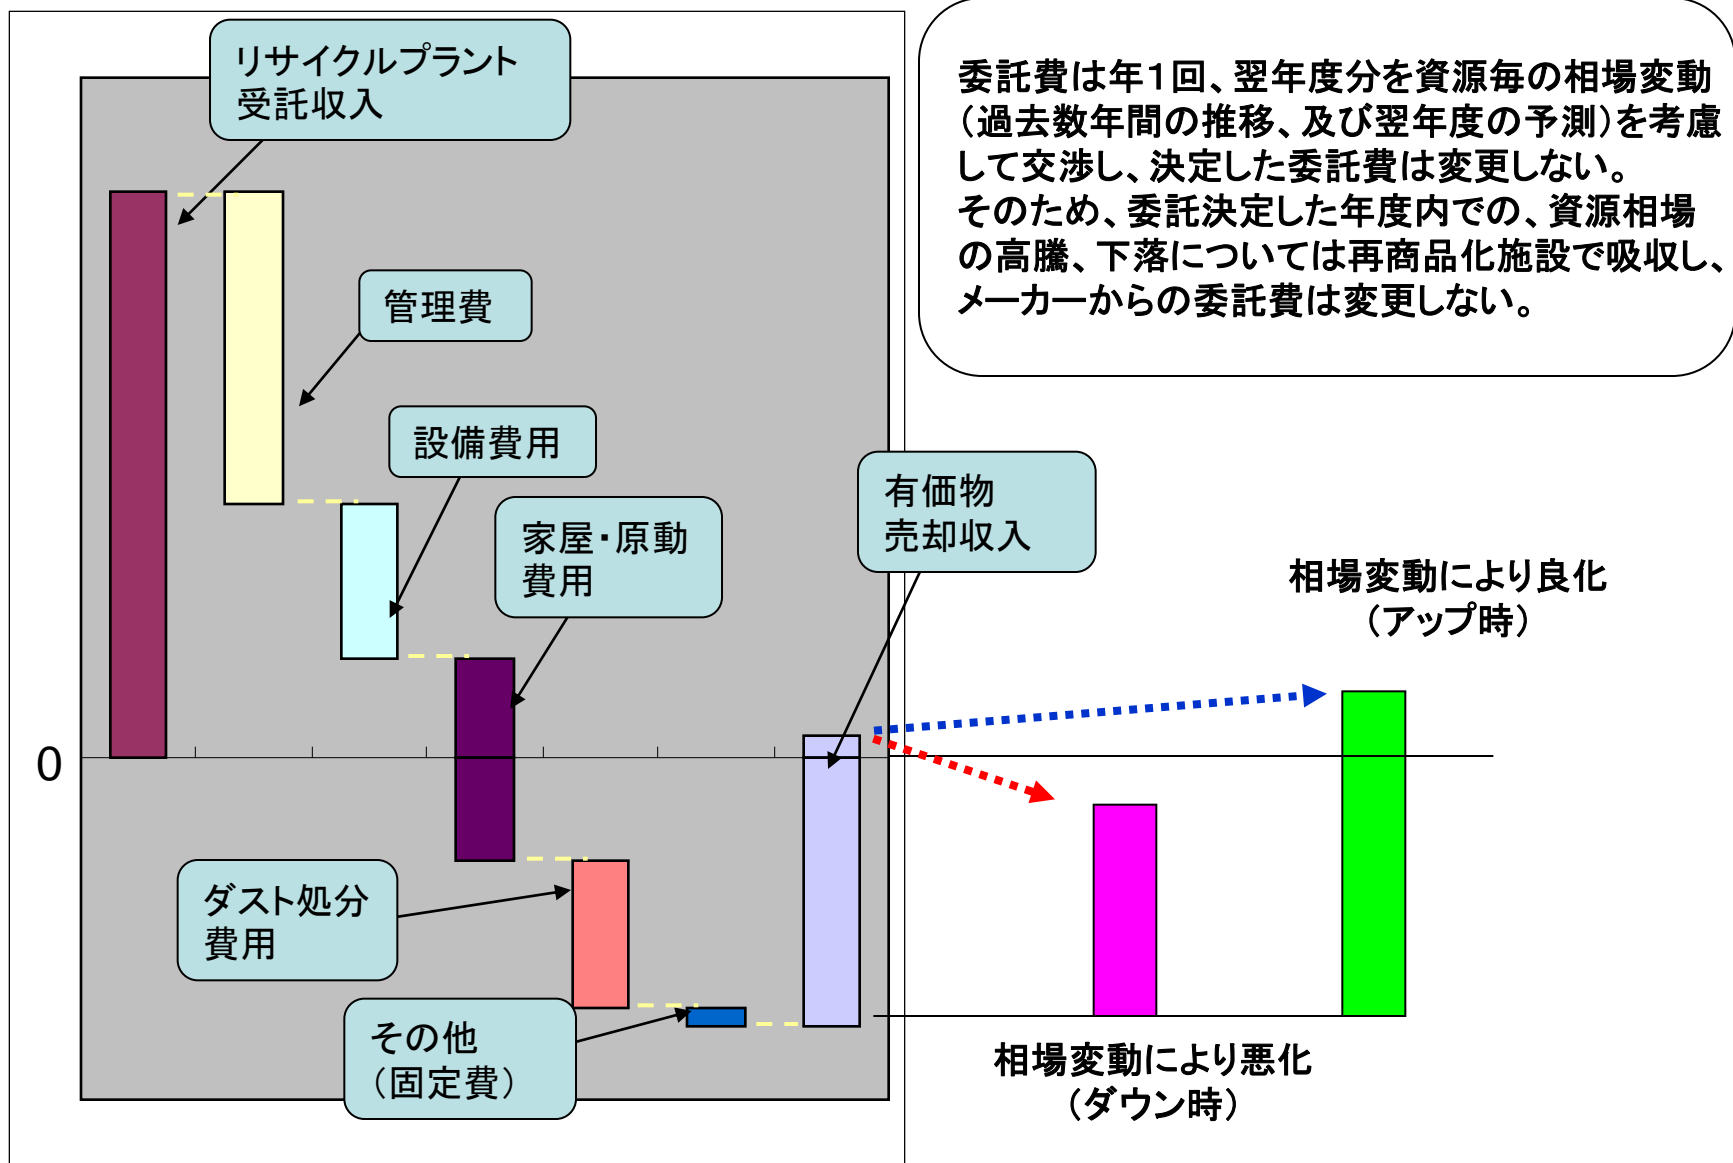 リサイクルプラント
受託収入
委託費は年１回、翌年度分を資源毎の相場変動
（過去数年間の推移、及び翌年度の予測）を考慮
して交渉し、決定した委託費は変更しない。
そのため、委託決定した年度内での、資源相場
の高騰、下落については再商品化施設で吸収し、
メーカーからの委託費は変更しない。
管理費
設備費用
家屋・原動
費用
有価物
売却収入
相場変動により良化
（アップ時）
0
ダスト処分
費用
その他
（固定費）
相場変動により悪化
（ダウン時）